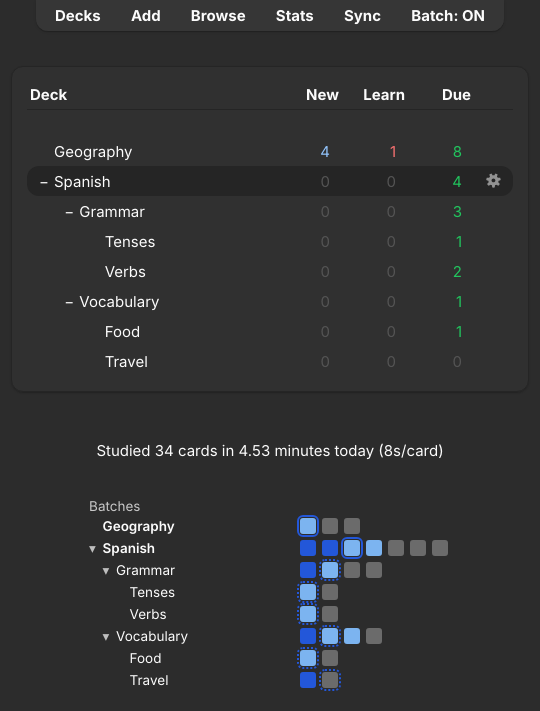 Decks Add Browse Stats Sync Batch: ON
Deck New Learn Due
Geography 4 1 8
− Spanish 0 0 4
− Grammar 0 0 3
Tenses 0 0 1
Verbs 0 0 2
− Vocabulary 0 0 1
Food 0 0 1
Travel 0 0 0
Studied 34 cards in 4.53 minutes today (8s/card)
Batches
Geography
▼ Spanish
▼ Grammar
Tenses
Verbs
▼ Vocabulary
Food
Travel